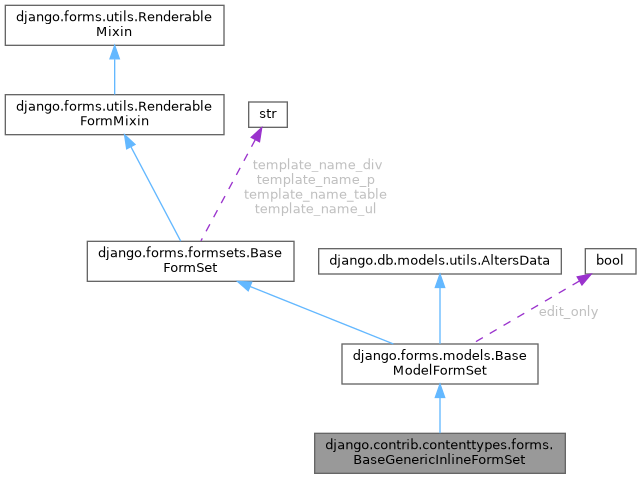 django.forms.utils.Renderable
Mixin
django.forms.utils.Renderable
FormMixin
str
template_name_div
template_name_p
template_name_table
template_name_ul
django.forms.formsets.Base
FormSet
django.db.models.utils.AltersData
bool
edit_only
django.forms.models.Base
ModelFormSet
django.contrib.contenttypes.forms.
BaseGenericInlineFormSet